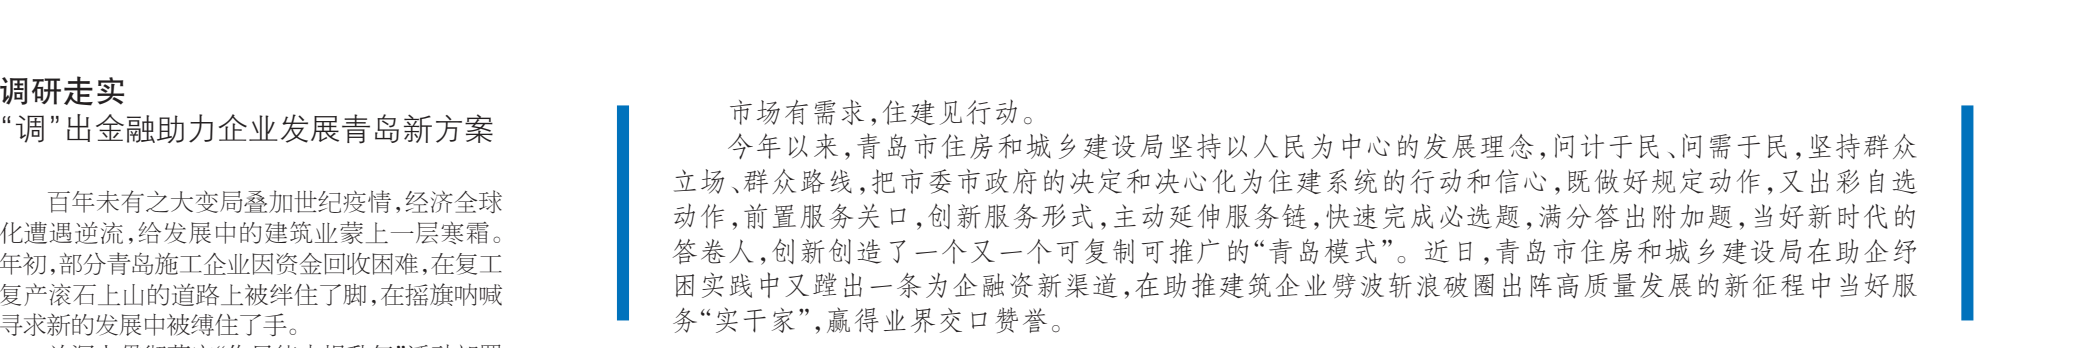 调研走实
“调”出金融助力企业发展青岛新方案
百年未有之大变局叠加世纪疫情,经济全球
化遭遇逆流,给发展中的建筑业蒙上一层寒霜。
年初,部分青岛施工企业因资金回收困难,在复工
复产滚石上山的道路上被绊住了脚,在摇旗呐喊
寻求新的发展中被缚住了手。
市场有需求,住建见行动。
今年以来,青岛市住房和城乡建设局坚持以人民为中心的发展理念,问计于民、问需于民,坚持群众
立场、群众路线,把市委市政府的决定和决心化为住建系统的行动和信心,既做好规定动作,又出彩自选
动作,前置服务关口,创新服务形式,主动延伸服务链,快速完成必选题,满分答出附加题,当好新时代的
答卷人,创新创造了一个又一个可复制可推广的“青岛模式”。近日,青岛市住房和城乡建设局在助企纾
困实践中又蹚出一条为企融资新渠道,在助推建筑企业劈波斩浪破圈出阵高质量发展的新征程中当好服
务“实干家”,赢得业界交口赞誉。